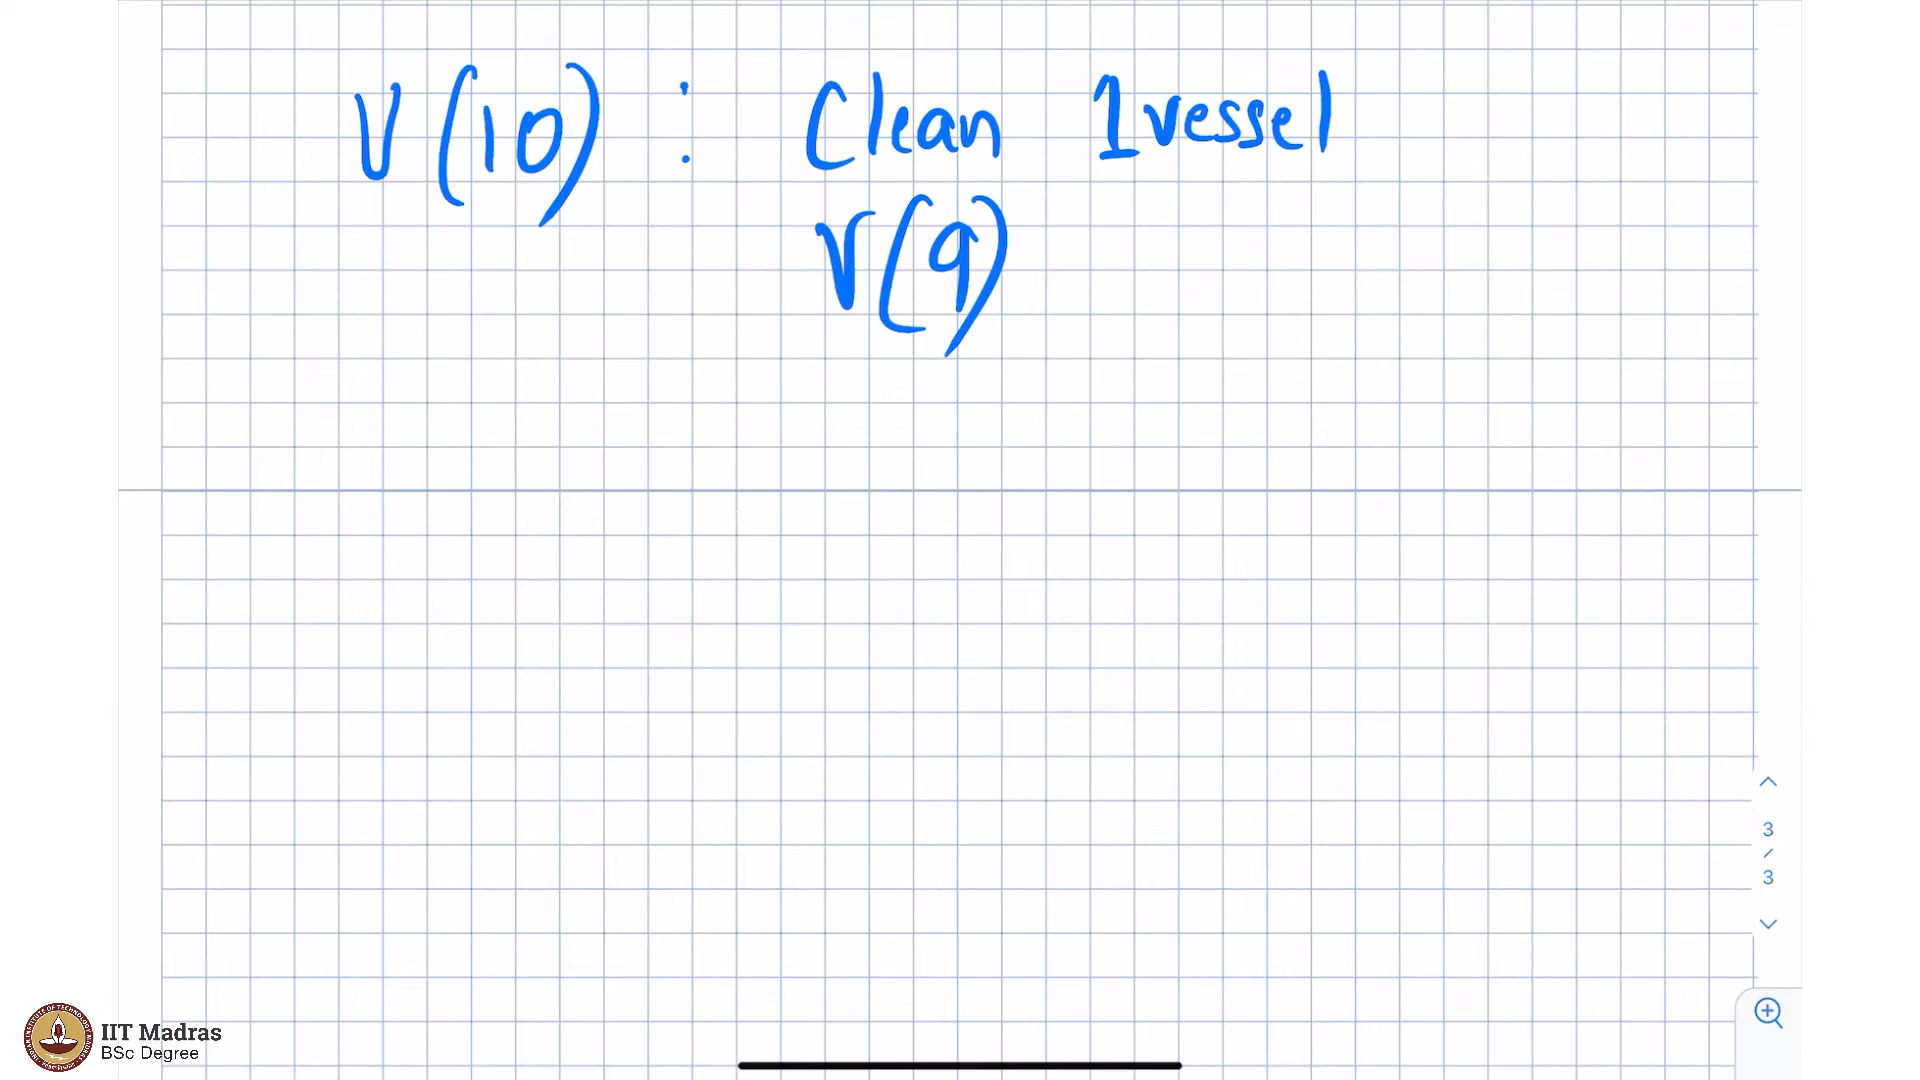 V(10) : Clean 1 vessel
V(9)
3
/
3
IIT Madras
BSc Degree